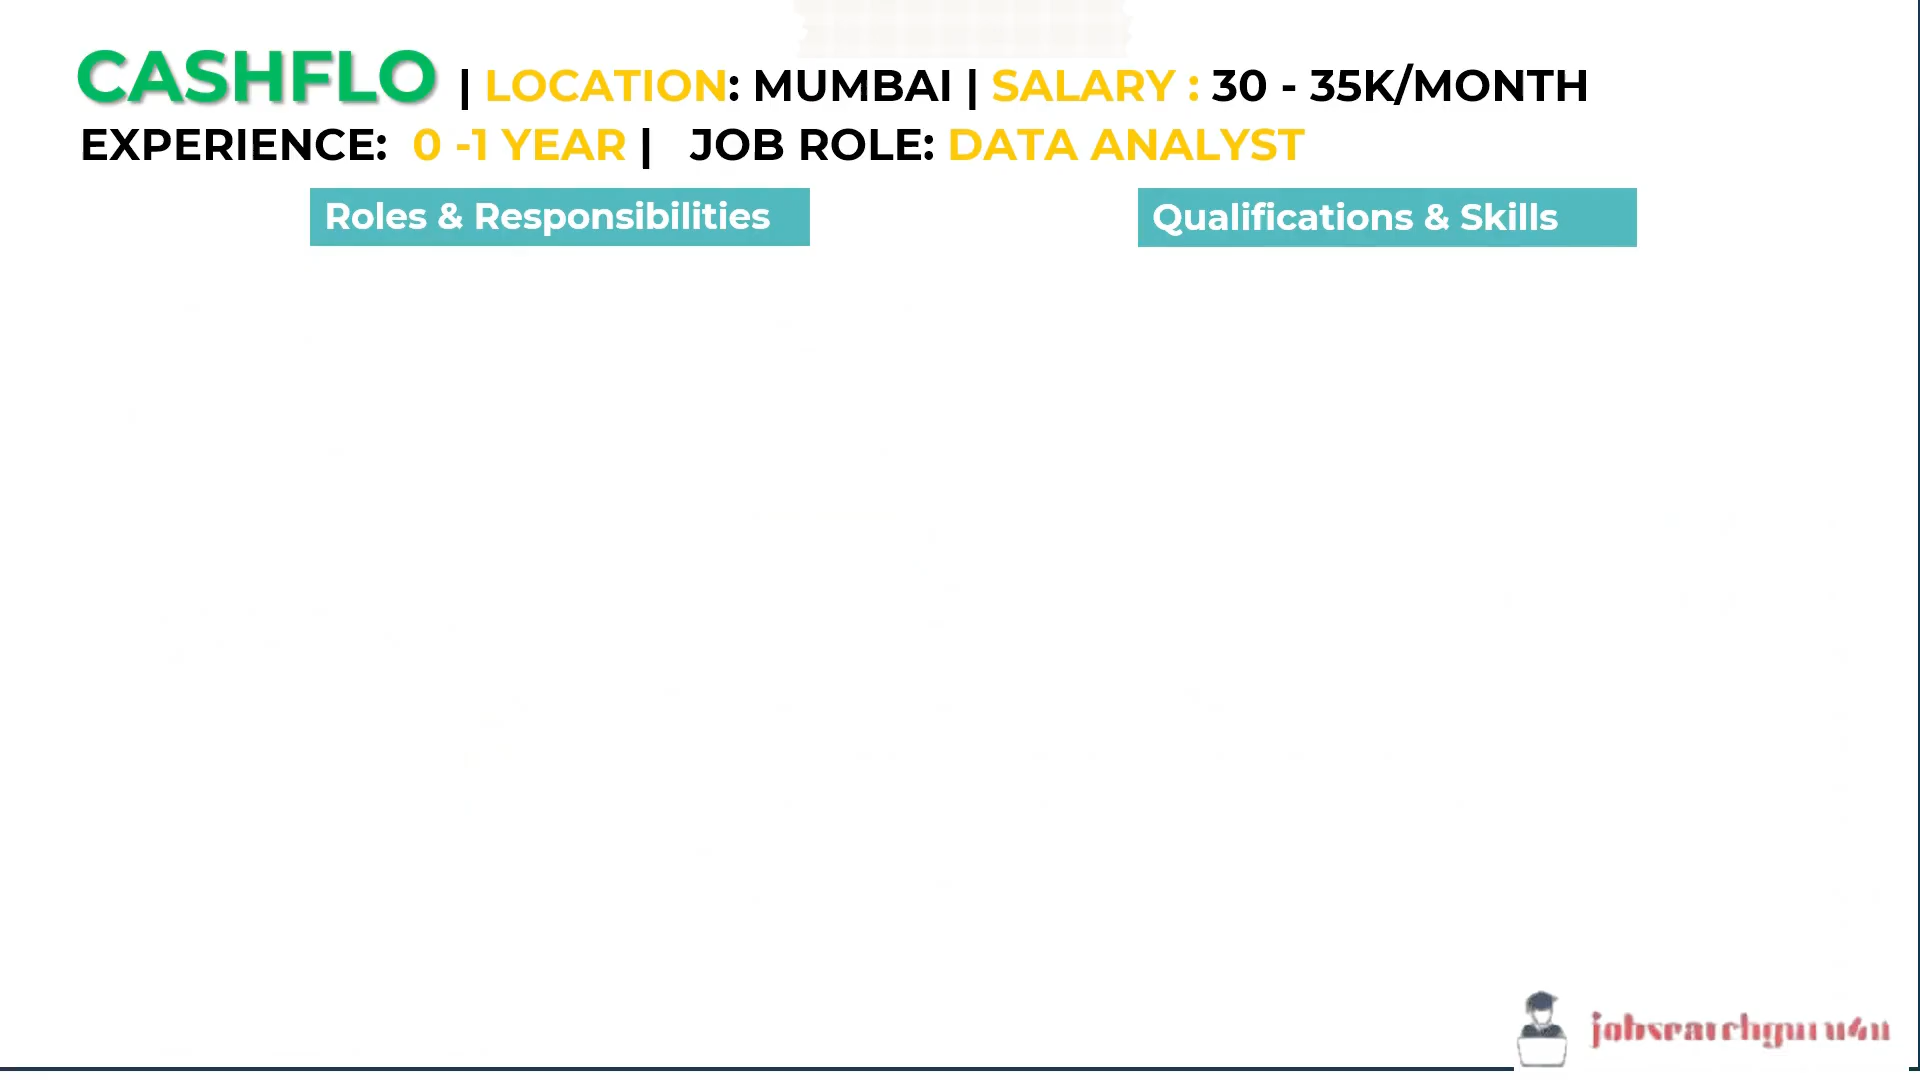 CASHFLO | LOCATION: MUMBAI | SALARY : 30 - 35K/MONTH
EXPERIENCE: 0 -1 YEAR | JOB ROLE: DATA ANALYST
Roles & Responsibilities
Qualifications & Skills
jobsearchguru4u